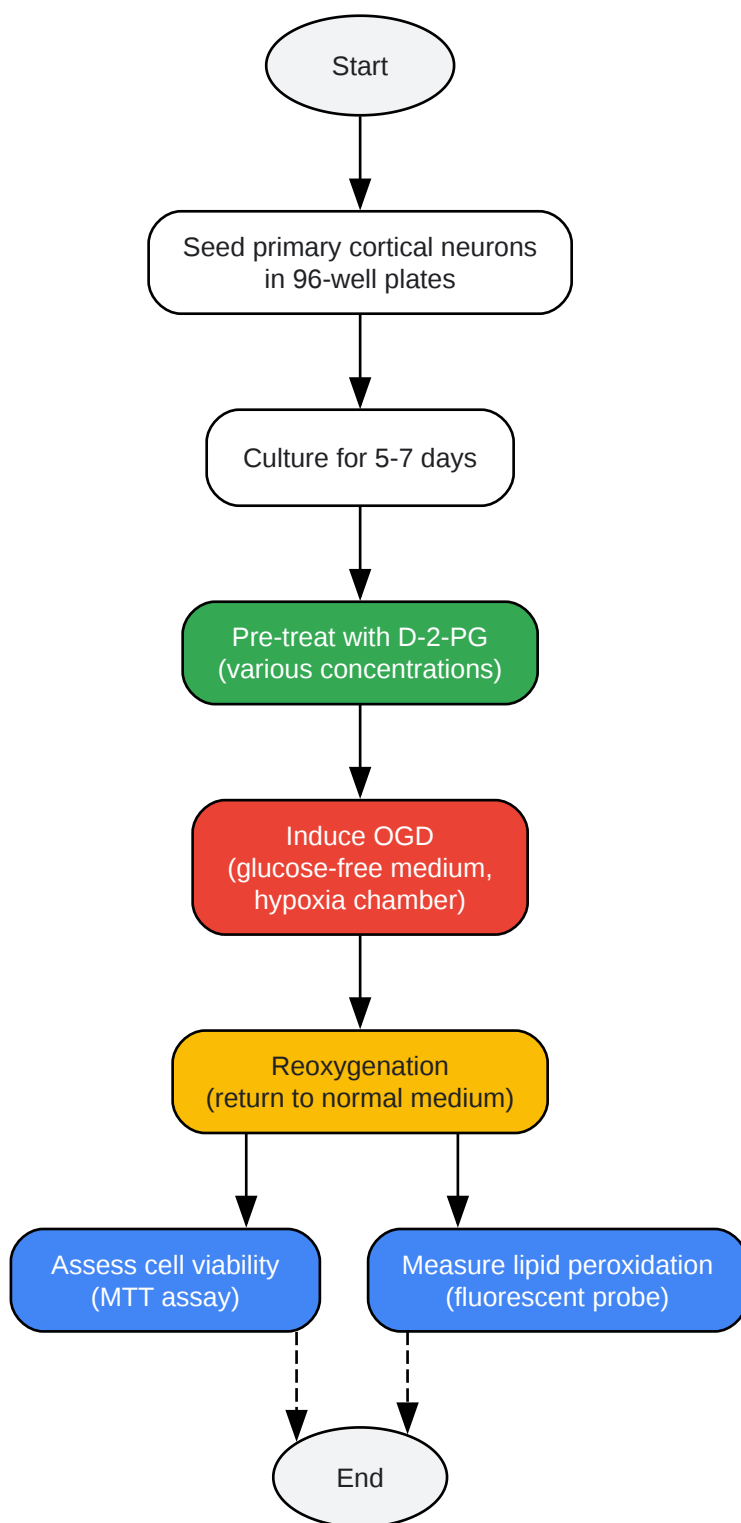 Start
Seed primary cortical neurons
in 96-well plates
Culture for 5-7 days
Pre-treat with D-2-PG
(various concentrations)
Induce OGD
(glucose-free medium,
hypoxia chamber)
Reoxygenation
(return to normal medium)
Assess cell viability
(MTT assay)
Measure lipid peroxidation
(fluorescent probe)
End